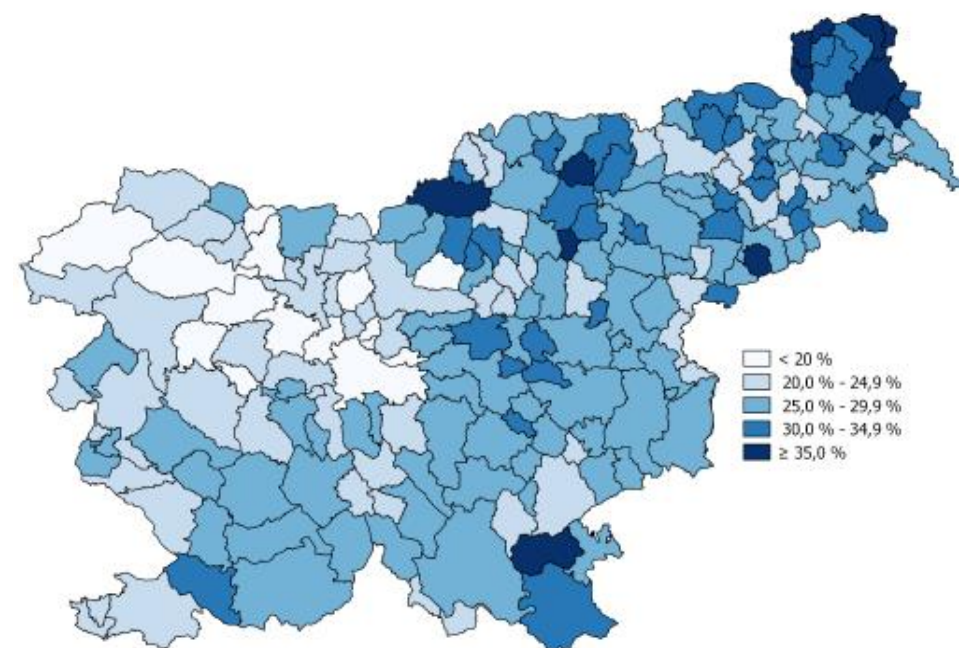 < 20 %
20,0 % - 24,9 %
25,0 % - 29,9 %
30,0 % - 34,9 %
≥ 35,0 %